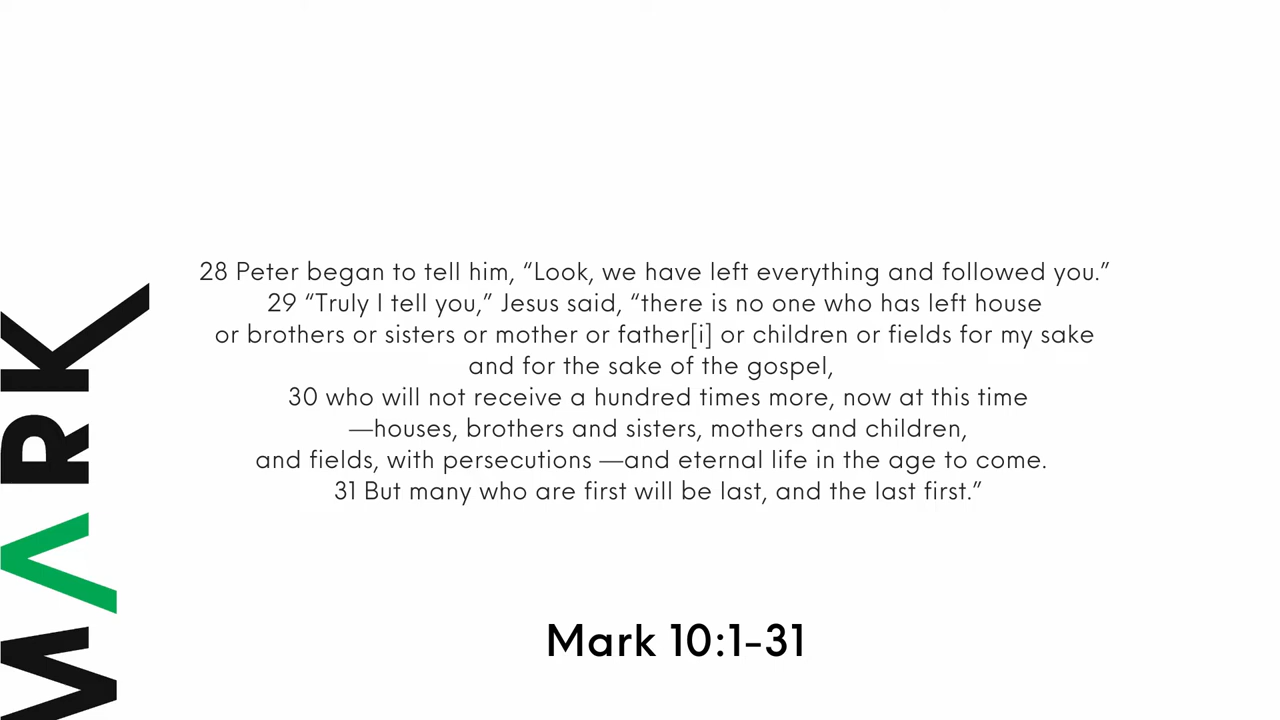 28 Peter began to tell him, “Look, we have left everything and followed you.”
29 “Truly I tell you,” Jesus said, “there is no one who has left house
or brothers or sisters or mother or father[i] or children or fields for my sake
and for the sake of the gospel,
30 who will not receive a hundred times more, now at this time
—houses, brothers and sisters, mothers and children,
and fields, with persecutions —and eternal life in the age to come.
31 But many who are first will be last, and the last first.”
Mark 10:1-31
MARK